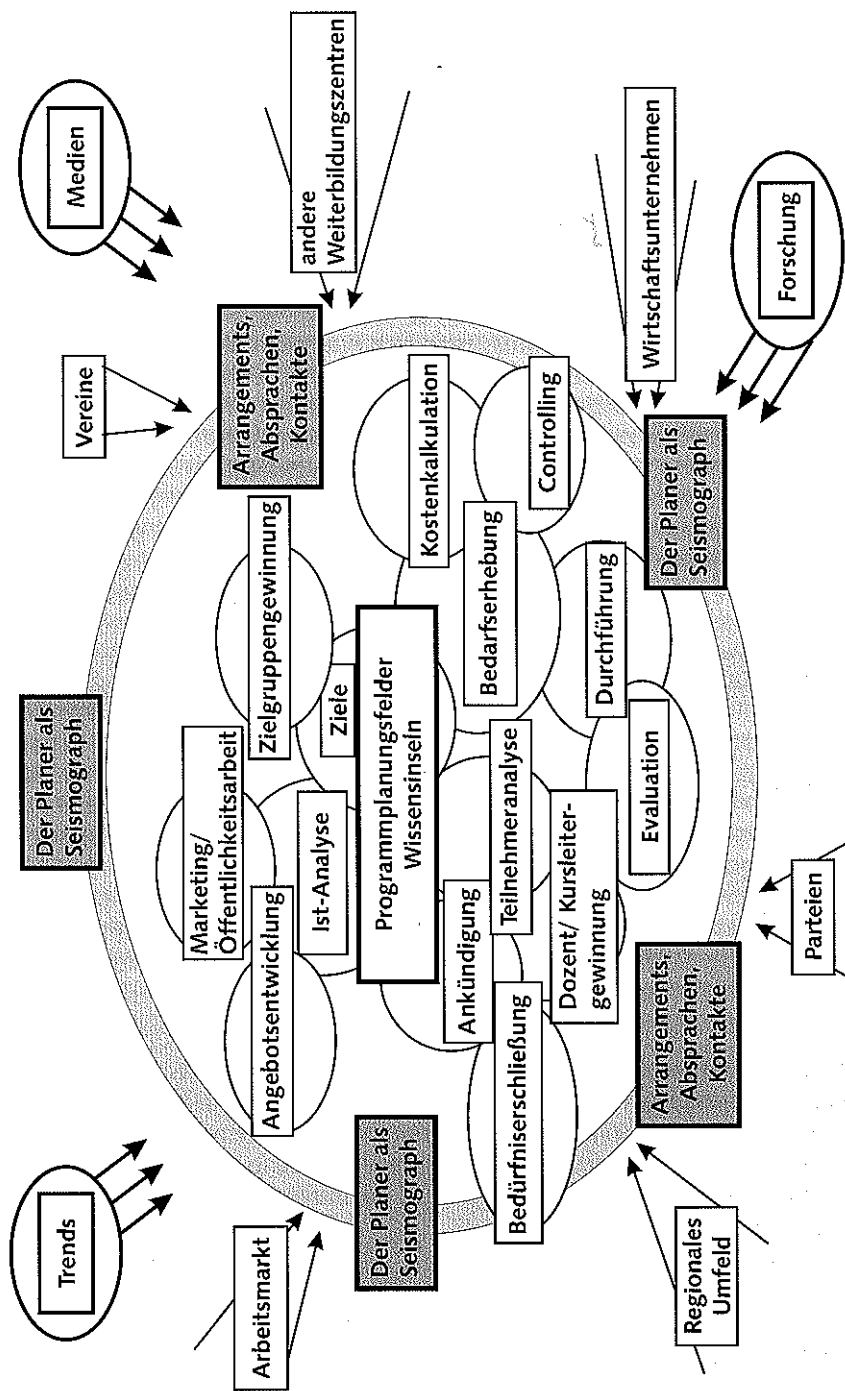 Trends
Der Planer als
Seismograph
Medien
Vereine
Arbeitsmarkt
Marketing/
Öffentlichkeitsarbeit
Angebotsentwicklung
Zielgruppengewinnung
Arrangements,
Absprachen,
Kontakte
andere
Weiterbildungszentren
Ist-Analyse
Ziele
Der Planer als
Seismograph
Programmplanungsfelder
Wissensinseln
Kostenkalkulation
Ankündigung
Bedürfniserschließung
Teilnehmeranalyse
Bedarfserhebung
Controlling
Dozent/ Kursleiter-
gewinnung
Durchführung
Evaluation
Wirtschaftsunternehmen
Arrangements,
Absprachen,
Kontakte
Der Planer als
Seismograph
Regionales
Umfeld
Parteien
Forschung